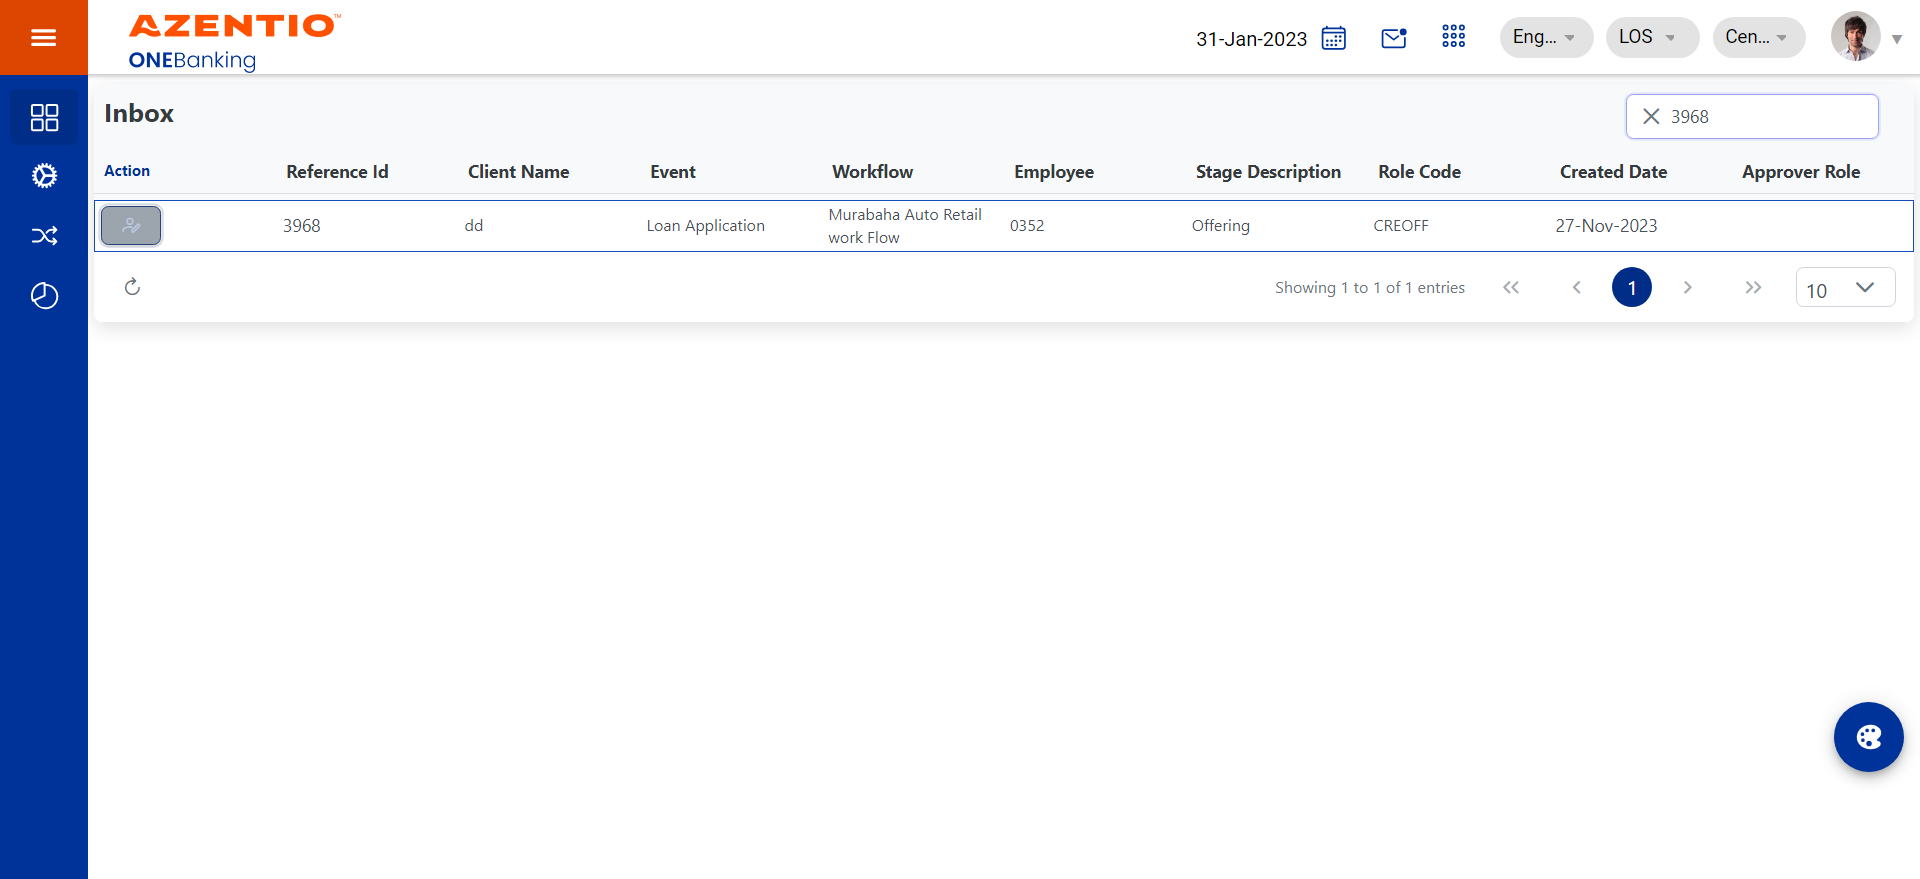 AZENTIO™
ONEBanking
31-Jan-2023
Eng...
LOS
Cen...
Inbox
3968
Action Reference Id Client Name Event Workflow Employee Stage Description Role Code Created Date Approver Role
3968 dd Loan Application Murabaha Auto Retail work Flow 0352 Offering CREOFF 27-Nov-2023
Showing 1 to 1 of 1 entries
1
10